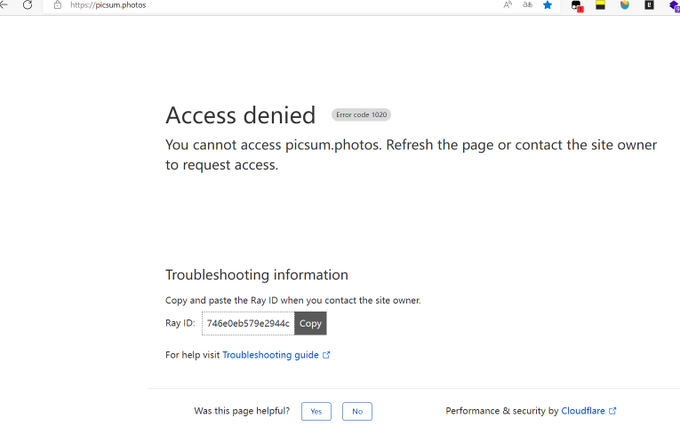 https://picsum.photos
Access denied
Error code 1020
You cannot access picsum.photos. Refresh the page or contact the site owner
to request access.
Troubleshooting information
Copy and paste the Ray ID when you contact the site owner.
Ray ID:
746e0eb579e2944c
Copy
For help visit Troubleshooting guide
Was this page helpful?
Yes
No
Performance & security by Cloudflare